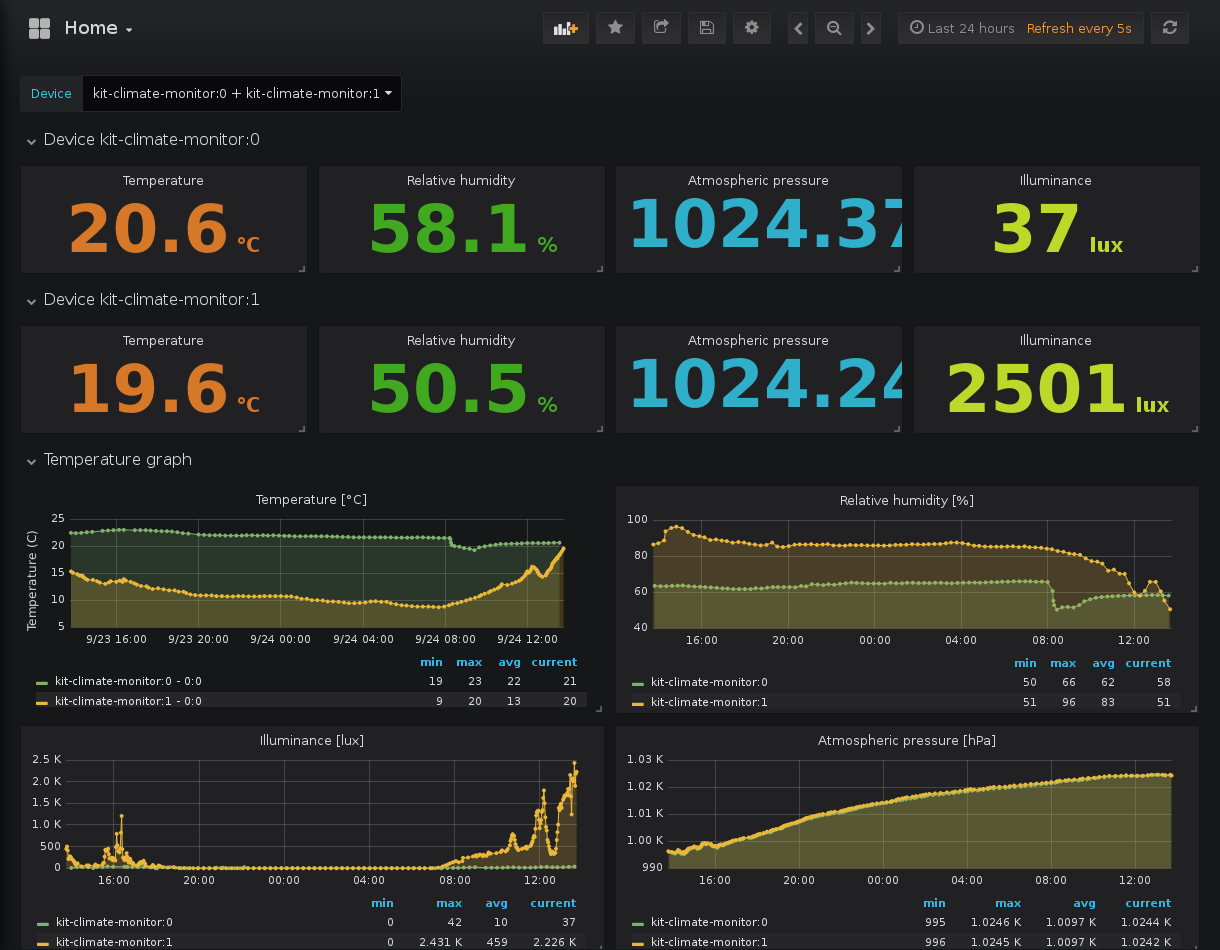 Home
Last 24 hours Refresh every 5s
Device kit-climate-monitor:0 + kit-climate-monitor:1
Device kit-climate-monitor:0
Temperature
20.6 °C
Relative humidity
58.1 %
Atmospheric pressure
1024.37
Illuminance
37 lux
Device kit-climate-monitor:1
Temperature
19.6 °C
Relative humidity
50.5 %
Atmospheric pressure
1024.24
Illuminance
2501 lux
Temperature graph
Temperature [°C]
Temperature (C)
25
20
15
10
5
9/23 16:00 9/23 20:00 9/24 00:00 9/24 04:00 9/24 08:00 9/24 12:00
min max avg current
kit-climate-monitor:0 - 0:0 19 23 22 21
kit-climate-monitor:1 - 0:0 9 20 13 20
Relative humidity [%]
100
80
60
40
16:00 20:00 00:00 04:00 08:00 12:00
min max avg current
kit-climate-monitor:0 50 66 62 58
kit-climate-monitor:1 51 96 83 51
Illuminance [lux]
2.5 K
2.0 K
1.5 K
1.0 K
500
0
16:00 20:00 00:00 04:00 08:00 12:00
min max avg current
kit-climate-monitor:0 0 42 10 37
kit-climate-monitor:1 0 2.431 K 459 2.226 K
Atmospheric pressure [hPa]
1.03 K
1.02 K
1.01 K
1.00 K
990
16:00 20:00 00:00 04:00 08:00 12:00
min max avg current
kit-climate-monitor:0 995 1.0246 K 1.0097 K 1.0244 K
kit-climate-monitor:1 996 1.0245 K 1.0097 K 1.0242 K